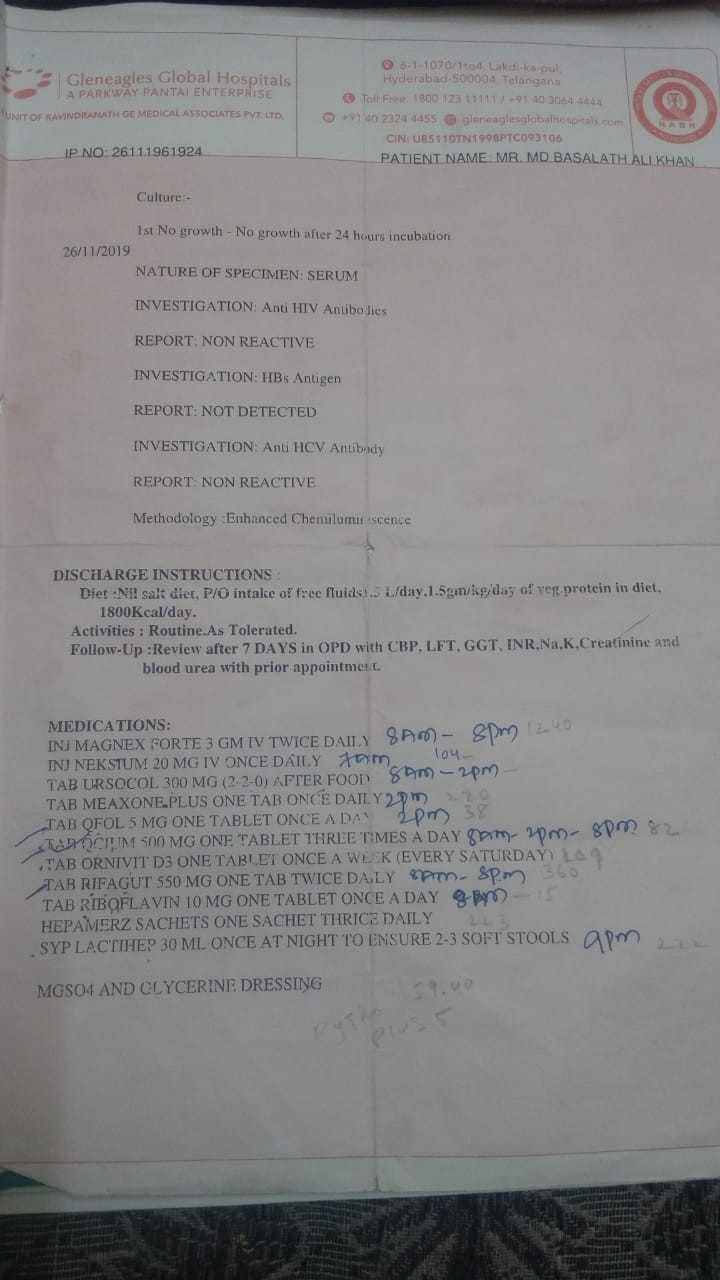 Gleneagles Global Hospitals
A PARKWAY PANTAI ENTERPRISE
UNIT OF RAVINDRANATH GE MEDICAL ASSOCIATES PVT. LTD.
6-1-1070/1to4, Lakdi-ka-pul,
Hyderabad-500004, Telangana
Toll Free: 1800 123 11111 / +91 40 3064 4444
+91 40 2324 4455 gleneaglesglobalhospitals.com
CIN: U85110TN1998PTC093106
NABH
IP NO: 26111961924
PATIENT NAME: MR. MD BASALATH ALI KHAN
Culture:-
1st No growth - No growth after 24 hours incubation
26/11/2019
NATURE OF SPECIMEN: SERUM
INVESTIGATION: Anti HIV Antibodies
REPORT: NON REACTIVE
INVESTIGATION: HBs Antigen
REPORT: NOT DETECTED
INVESTIGATION: Anti HCV Antibody
REPORT: NON REACTIVE
Methodology :Enhanced Chemiluminescence
DISCHARGE INSTRUCTIONS :
Diet :Nil salt diet, P/O intake of free fluids1.5 L/day,1.5gm/kg/day of veg protein in diet,
1800Kcal/day.
Activities : Routine.As Tolerated.
Follow-Up :Review after 7 DAYS in OPD with CBP, LFT, GGT, INR,Na,K,Creatinine and
blood urea with prior appointment.
MEDICATIONS:
INJ MAGNEX FORTE 3 GM IV TWICE DAILY 8Am - 8pm 1240
INJ NEKSIUM 20 MG IV ONCE DAILY 7am 104
TAB URSOCOL 300 MG (2-2-0) AFTER FOOD 8Am - 2pm
TAB MEAXONE PLUS ONE TAB ONCE DAILY 2pm
TAB QFOL 5 MG ONE TABLET ONCE A DAY 2pm 38
TAB OCIUM 500 MG ONE TABLET THREE TIMES A DAY 8am - 2pm - 8pm 82
TAB ORNIVIT D3 ONE TABLET ONCE A WEEK (EVERY SATURDAY)
TAB RIFAGUT 550 MG ONE TAB TWICE DAILY 8Am - 8pm 360
TAB RIBOFLAVIN 10 MG ONE TABLET ONCE A DAY 8Am - 15
HEPAMERZ SACHETS ONE SACHET THRICE DAILY
SYP LACTIHEP 30 ML ONCE AT NIGHT TO ENSURE 2-3 SOFT STOOLS 9pm
MGSO4 AND GLYCERINE DRESSING
plus 5